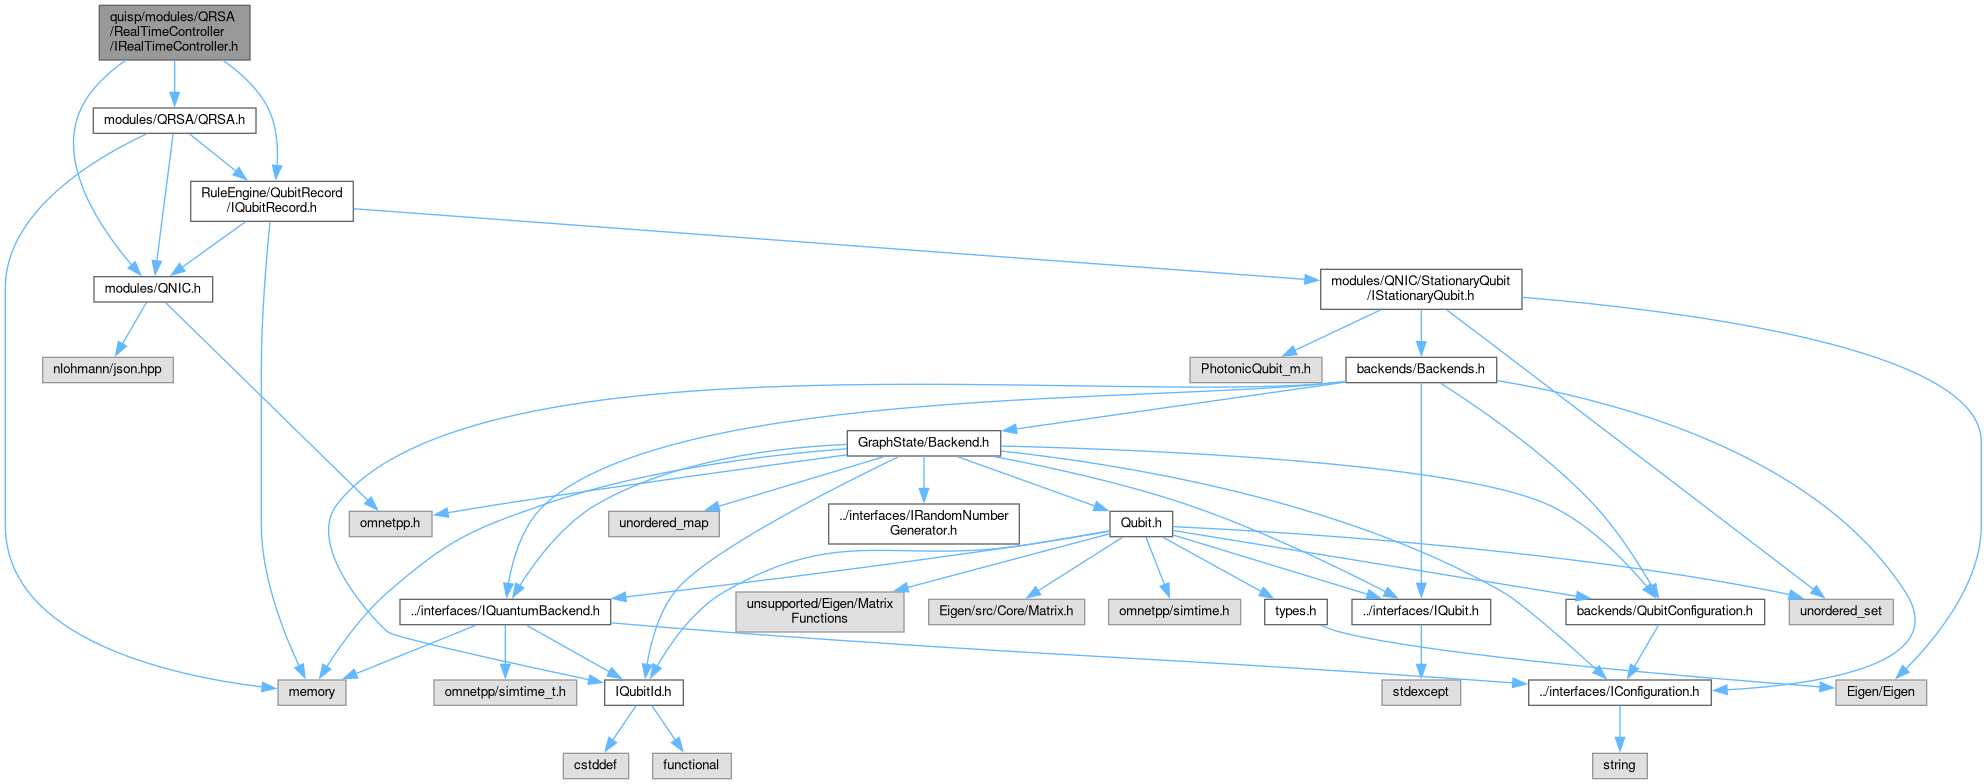 quisp/modules/QRSA
/RealTimeController
/IRealTimeController.h
modules/QRSA/QRSA.h
RuleEngine/QubitRecord
/IQubitRecord.h
modules/QNIC.h
modules/QNIC/StationaryQubit
/IStationaryQubit.h
nlohmann/json.hpp
PhotonicQubit_m.h
backends/Backends.h
GraphState/Backend.h
omnetpp.h
unordered_map
../interfaces/IRandomNumber
Generator.h
Qubit.h
../interfaces/IQuantumBackend.h
unsupported/Eigen/Matrix
Functions
Eigen/src/Core/Matrix.h
omnetpp/simtime.h
types.h
../interfaces/IQubit.h
backends/QubitConfiguration.h
unordered_set
memory
omnetpp/simtime_t.h
IQubitId.h
stdexcept
../interfaces/IConfiguration.h
Eigen/Eigen
cstddef
functional
string